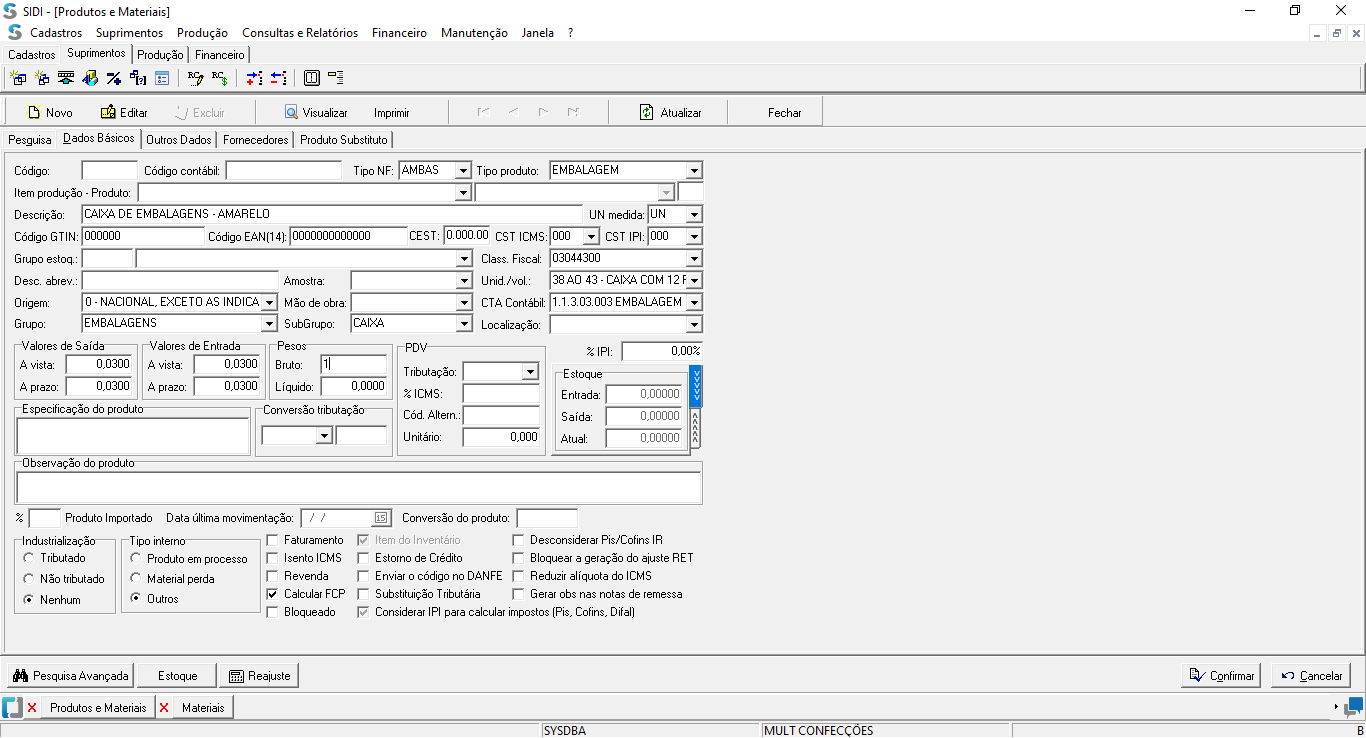 SIDI - [Produtos e Materiais]
Cadastros Suprimentos Produção Consultas e Relatórios Financeiro Manutenção Janela ?
Cadastros Suprimentos Produção Financeiro
Novo Editar Excluir Visualizar Imprimir Atualizar Fechar
Pesquisa Dados Básicos Outros Dados Fornecedores Produto Substituto
Código: Código contábil: Tipo NF: AMBAS Tipo produto: EMBALAGEM
Item produção - Produto:
Descrição: CAIXA DE EMBALAGENS - AMARELO UN medida: UN
Código GTIN: 000000 Código EAN(14): 0000000000000 CEST: 0.000.00 CST ICMS: 000 CST IPI: 000
Grupo estoq.: Class. Fiscal: 03044300
Desc. abrev.: Amostra: Unid./vol.: 38 AO 43 - CAIXA COM 12 F
Origem: 0 - NACIONAL, EXCETO AS INDICA Mão de obra: CTA Contábil: 1.1.3.03.003 EMBALAGEM
Grupo: EMBALAGENS SubGrupo: CAIXA Localização:
Valores de Saída Valores de Entrada Pesos PDV % IPI: 0,00%
A vista: 0,0300 A vista: 0,0300 Bruto: 1 Tributação: Estoque
A prazo: 0,0300 A prazo: 0,0300 Líquido: 0,0000 % ICMS: Entrada: 0,00000
Especificação do produto Conversão tributação Cód. Altern.: Saída: 0,00000
Unitário: 0,000 Atual: 0,00000
Observação do produto
% Produto Importado Data última movimentação: / / 15 Conversão do produto:
Industrialização Tipo interno Faturamento Item do Inventário Desconsiderar Pis/Cofins IR
Tributado Produto em processo Isento ICMS Estorno de Crédito Bloquear a geração do ajuste RET
Não tributado Material perda Revenda Enviar o código no DANFE Reduzir alíquota do ICMS
Nenhum Outros Calcular FCP Substituição Tributária Gerar obs nas notas de remessa
Bloqueado Considerar IPI para calcular impostos (Pis, Cofins, Difal)
Pesquisa Avançada Estoque Reajuste Confirmar Cancelar
Produtos e Materiais Materiais
SYSDBA MULT CONFECÇÕES B